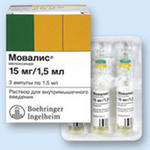 Мовалис®
мелоксикам
15 мг/1,5 мл
3 ампулы по 1,5 мл
Раствор для внутримышечного
введения
Boehringer
Ingelheim